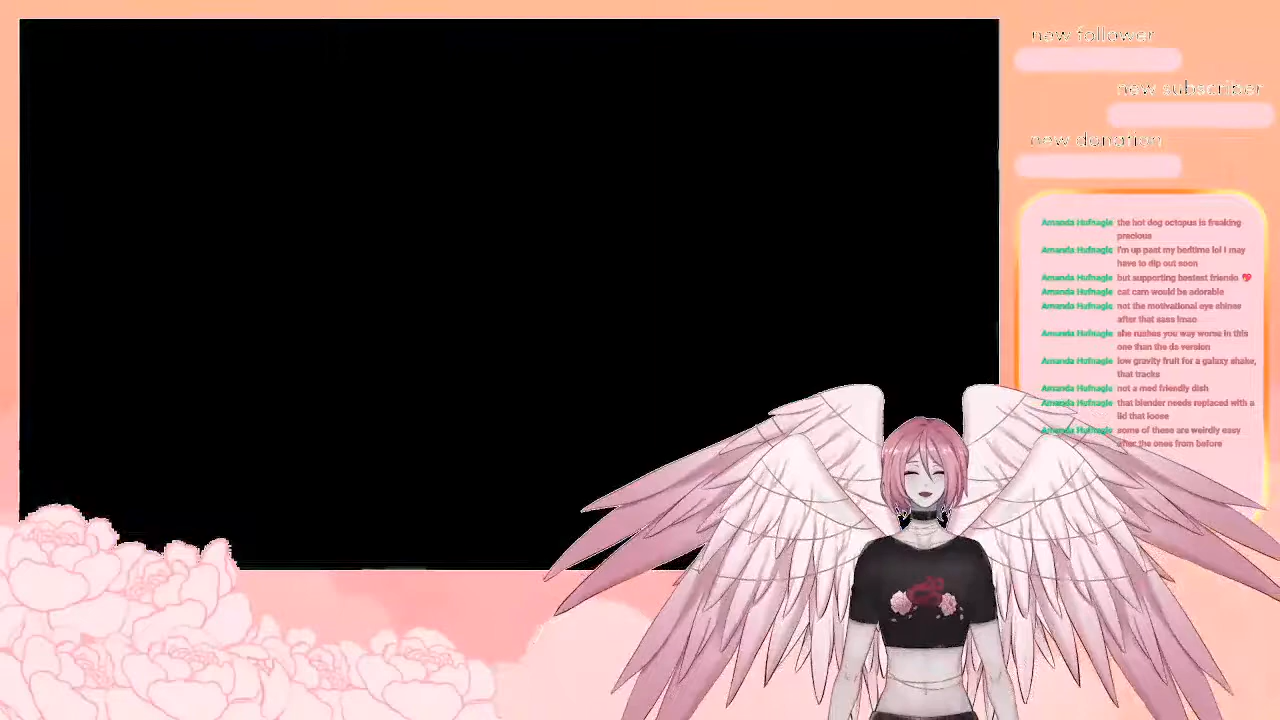 new follower
new subscriber
new donation
Amanda Hufnagle the hot dog octopus is freaking
precious
Amanda Hufnagle I'm up past my bedtime lol I may
have to dip out soon
Amanda Hufnagle but supporting bestest friendo
Amanda Hufnagle cat cam would be adorable
Amanda Hufnagle not the motivational eye shines
after that sass lmao
Amanda Hufnagle she rushes you way worse in this
one than the ds version
Amanda Hufnagle low gravity fruit for a galaxy shake,
that tracks
Amanda Hufnagle not a med friendly dish
Amanda Hufnagle that blender needs replaced with a
lid that loose
Amanda Hufnagle some of these are weirdly easy
after the ones from before